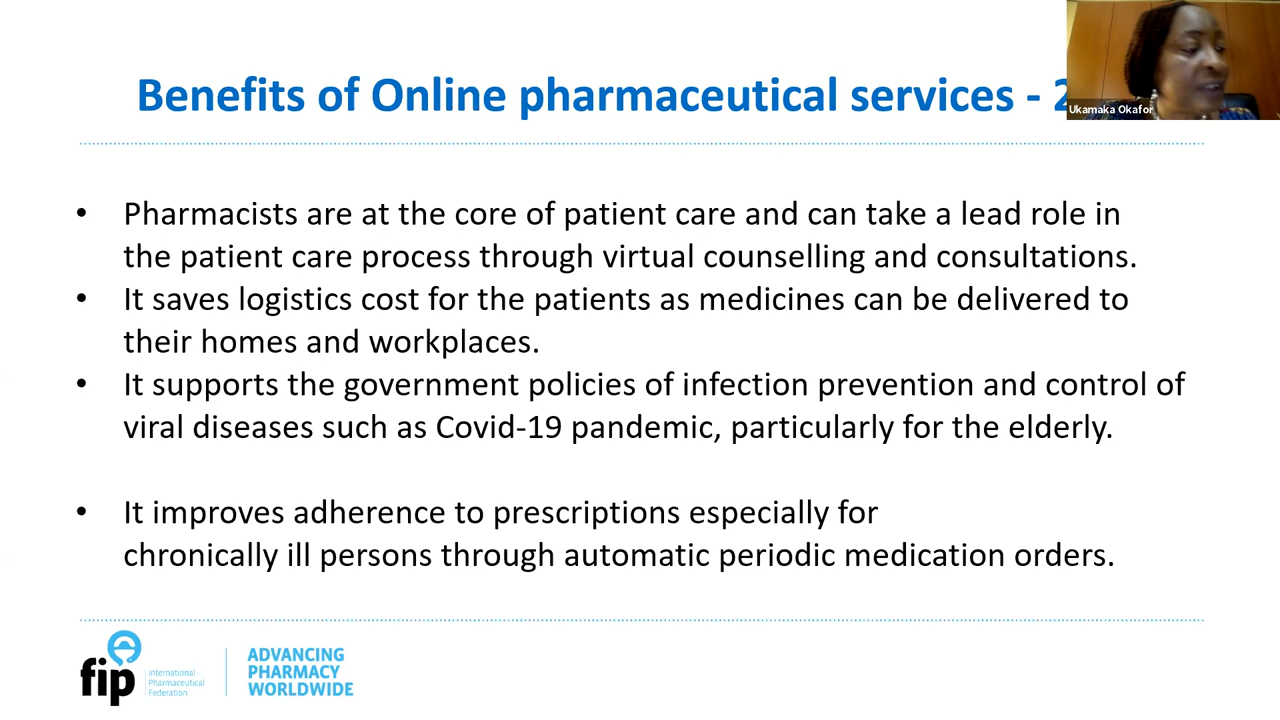 Benefits of Online pharmaceutical services - 2
Ukamaka Okafor
• Pharmacists are at the core of patient care and can take a lead role in
the patient care process through virtual counselling and consultations.
• It saves logistics cost for the patients as medicines can be delivered to
their homes and workplaces.
• It supports the government policies of infection prevention and control of
viral diseases such as Covid-19 pandemic, particularly for the elderly.
• It improves adherence to prescriptions especially for
chronically ill persons through automatic periodic medication orders.
fip
International
Pharmaceutical
Federation
ADVANCING
PHARMACY
WORLDWIDE